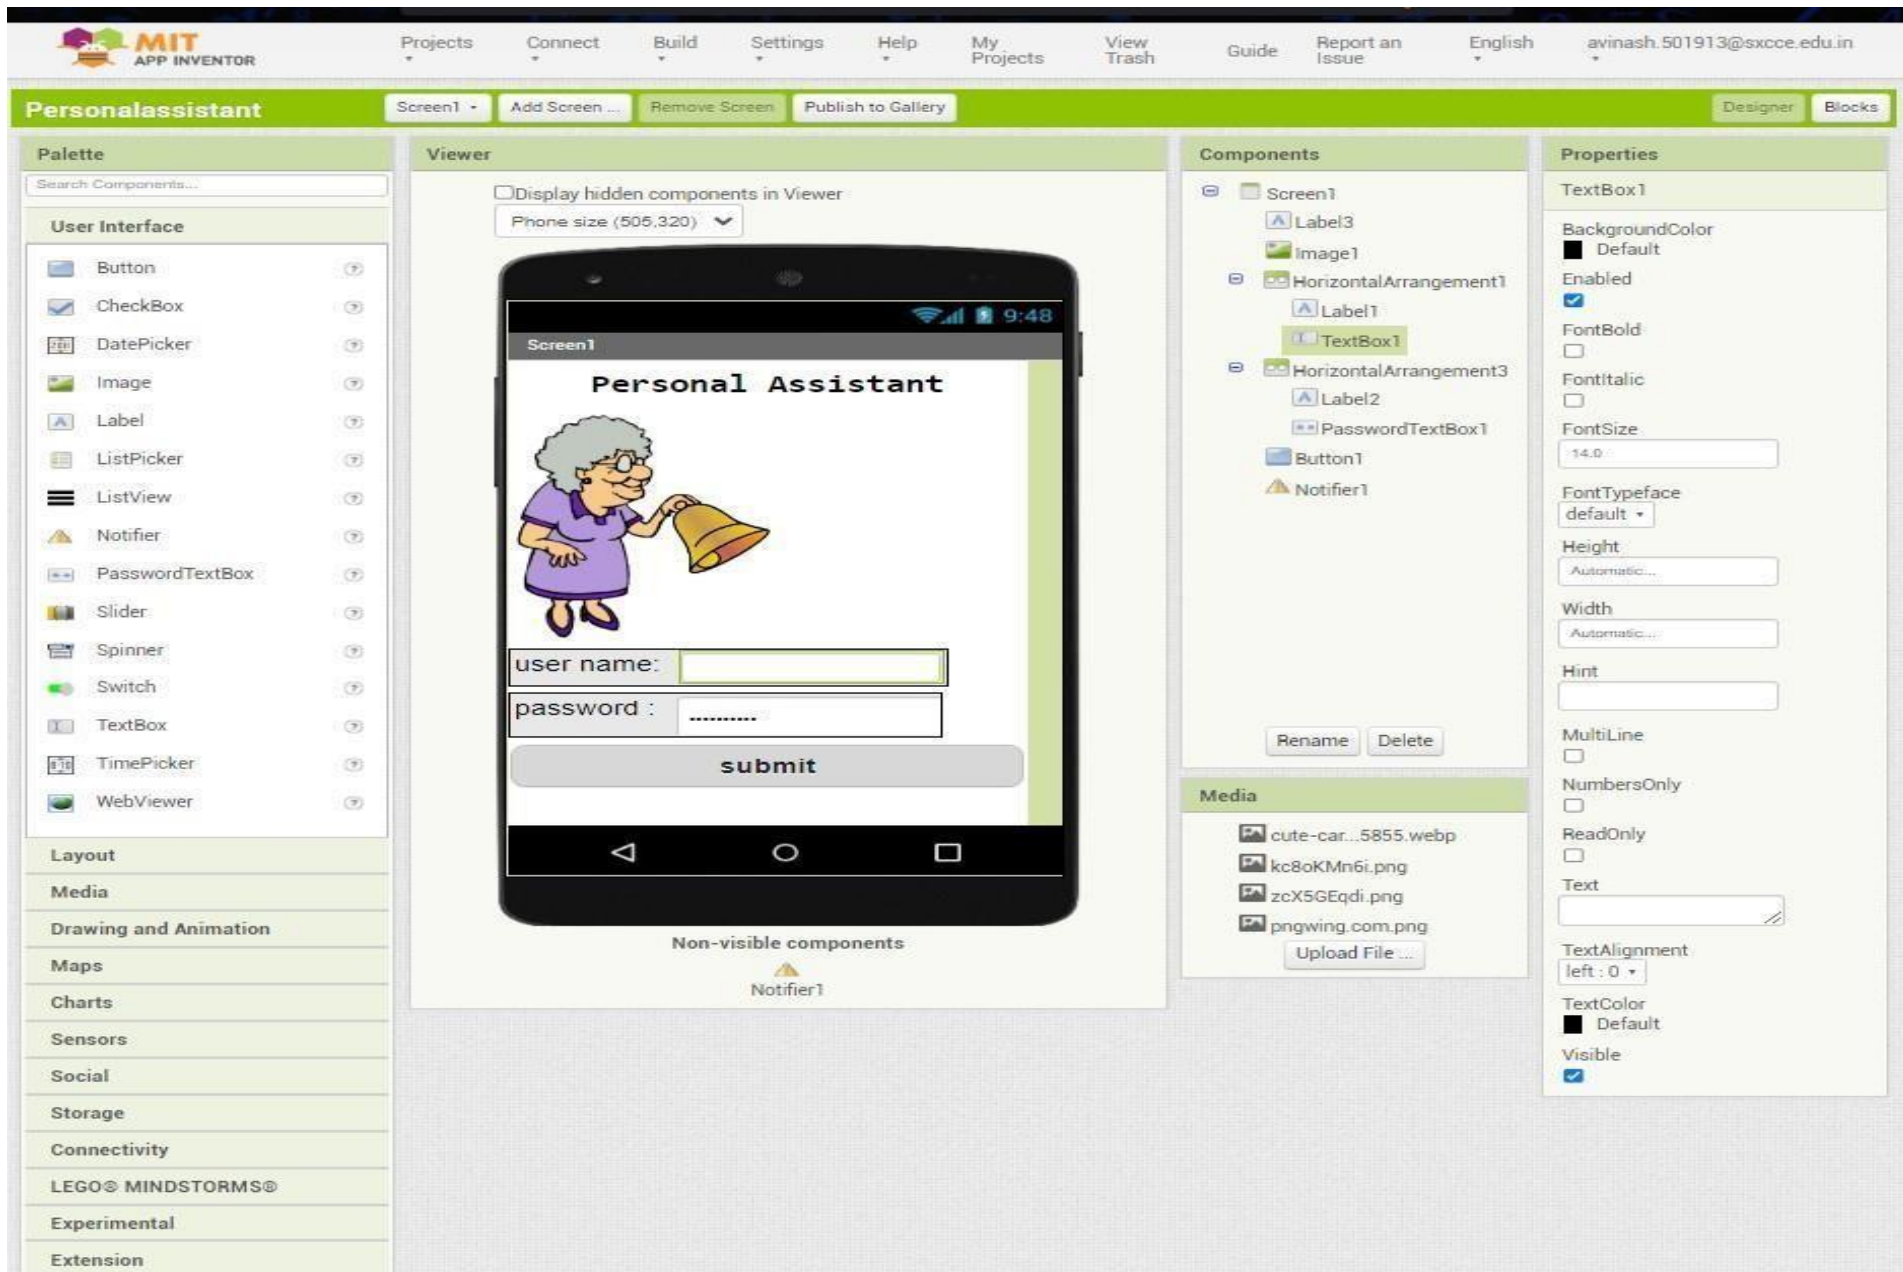 MIT
APP INVENTOR
Projects
Connect
Build
Settings
Help
My
Projects
View
Trash
Guide
Report an
Issue
English
avinash.501913@sxcce.edu.in
Personalassistant
Screen1
Add Screen ...
Remove Screen
Publish to Gallery
Designer
Blocks
Palette
Search Components...
User Interface
Button
CheckBox
DatePicker
Image
Label
ListPicker
ListView
Notifier
PasswordTextBox
Slider
Spinner
Switch
TextBox
TimePicker
WebViewer
Layout
Media
Drawing and Animation
Maps
Charts
Sensors
Social
Storage
Connectivity
LEGO® MINDSTORMS®
Experimental
Extension
Viewer
Display hidden components in Viewer
Phone size (505,320)
9:48
Screen1
Personal Assistant
user name:
password :
submit
Non-visible components
Notifier1
Components
Screen1
Label3
Image1
HorizontalArrangement1
Label1
TextBox1
HorizontalArrangement3
Label2
PasswordTextBox1
Button1
Notifier1
Rename
Delete
Media
cute-car...5855.webp
kc8oKMn6i.png
zcX5GEqdi.png
pngwing.com.png
Upload File ...
Properties
TextBox1
BackgroundColor
Default
Enabled
FontBold
FontItalic
FontSize
14.0
FontTypeface
default
Height
Automatic...
Width
Automatic...
Hint
MultiLine
NumbersOnly
ReadOnly
Text
TextAlignment
left : 0
TextColor
Default
Visible